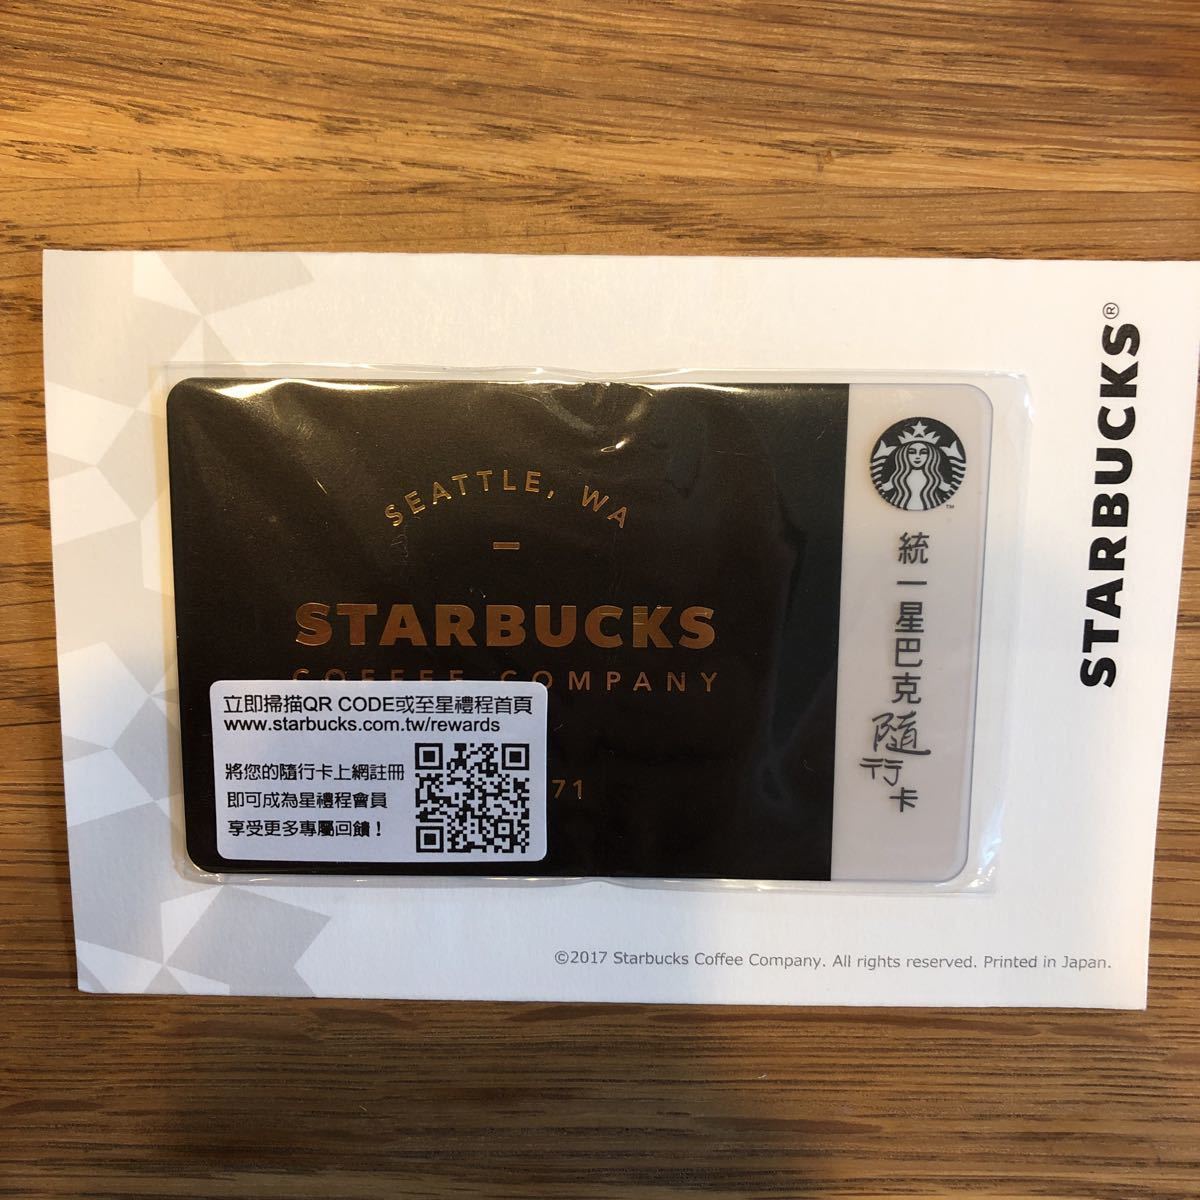 SEATTLE, WA
STARBUCKS
COFFEE COMPANY
71
立即掃描QR CODE或至星禮程首頁
www.starbucks.com.tw/rewards
將您的隨行卡上網註冊
即可成為星禮程會員
享受更多專屬回饋！
統一星巴克隨行卡
TM
STARBUCKS®
©2017 Starbucks Coffee Company. All rights reserved. Printed in Japan.